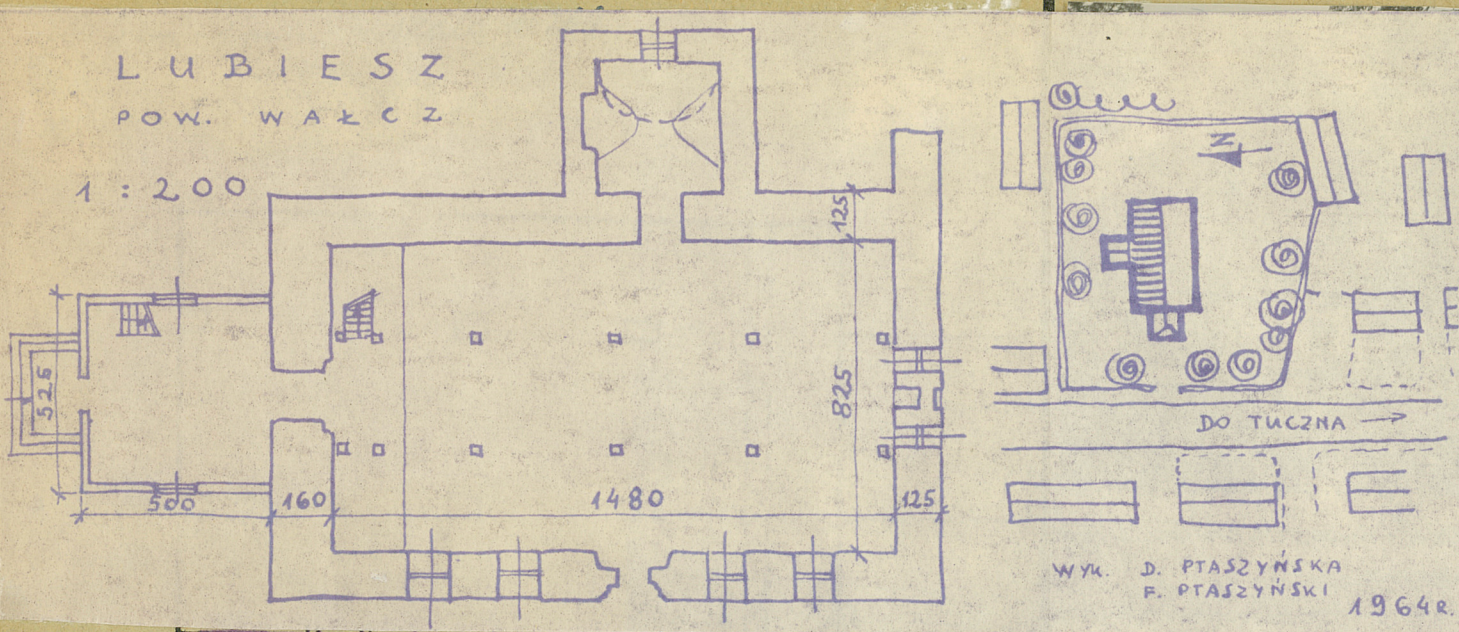 LUBIESZ
POW. WAŁCZ
1:200
125
525
825
500
160
1480
125
N
DO TUCZNA
WYK. D. PTASZYŃSKA
F. PTASZYŃSKI
1964R.